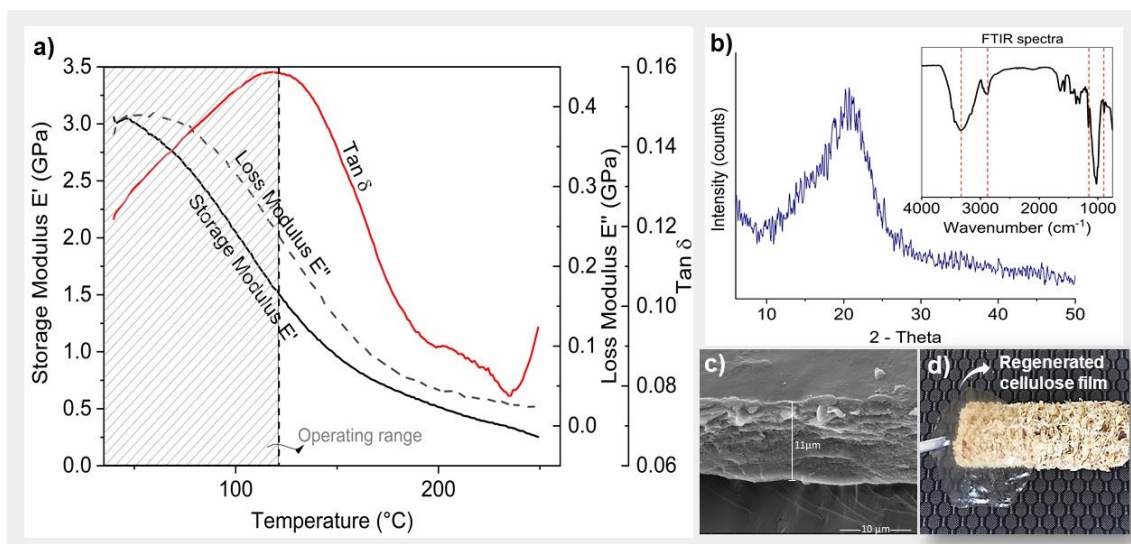 a)
3.5
3.0
2.5
2.0
1.5
1.0
0.5
0.0
Storage Modulus E' (GPa)
100
200
Temperature (°C)
Storage Modulus E'
Loss Modulus E"
Tan δ
Operating range
0.4
0.3
0.2
0.1
0.0
Loss Modulus E" (GPa)
0.16
0.14
0.12
0.10
0.08
0.06
Tan δ
b)
Intensity (counts)
10
20
30
40
50
2 - Theta
FTIR spectra
4000
3000
2000
1000
Wavenumber (cm⁻¹)
c)
11µm
10 µm
d)
Regenerated
cellulose film